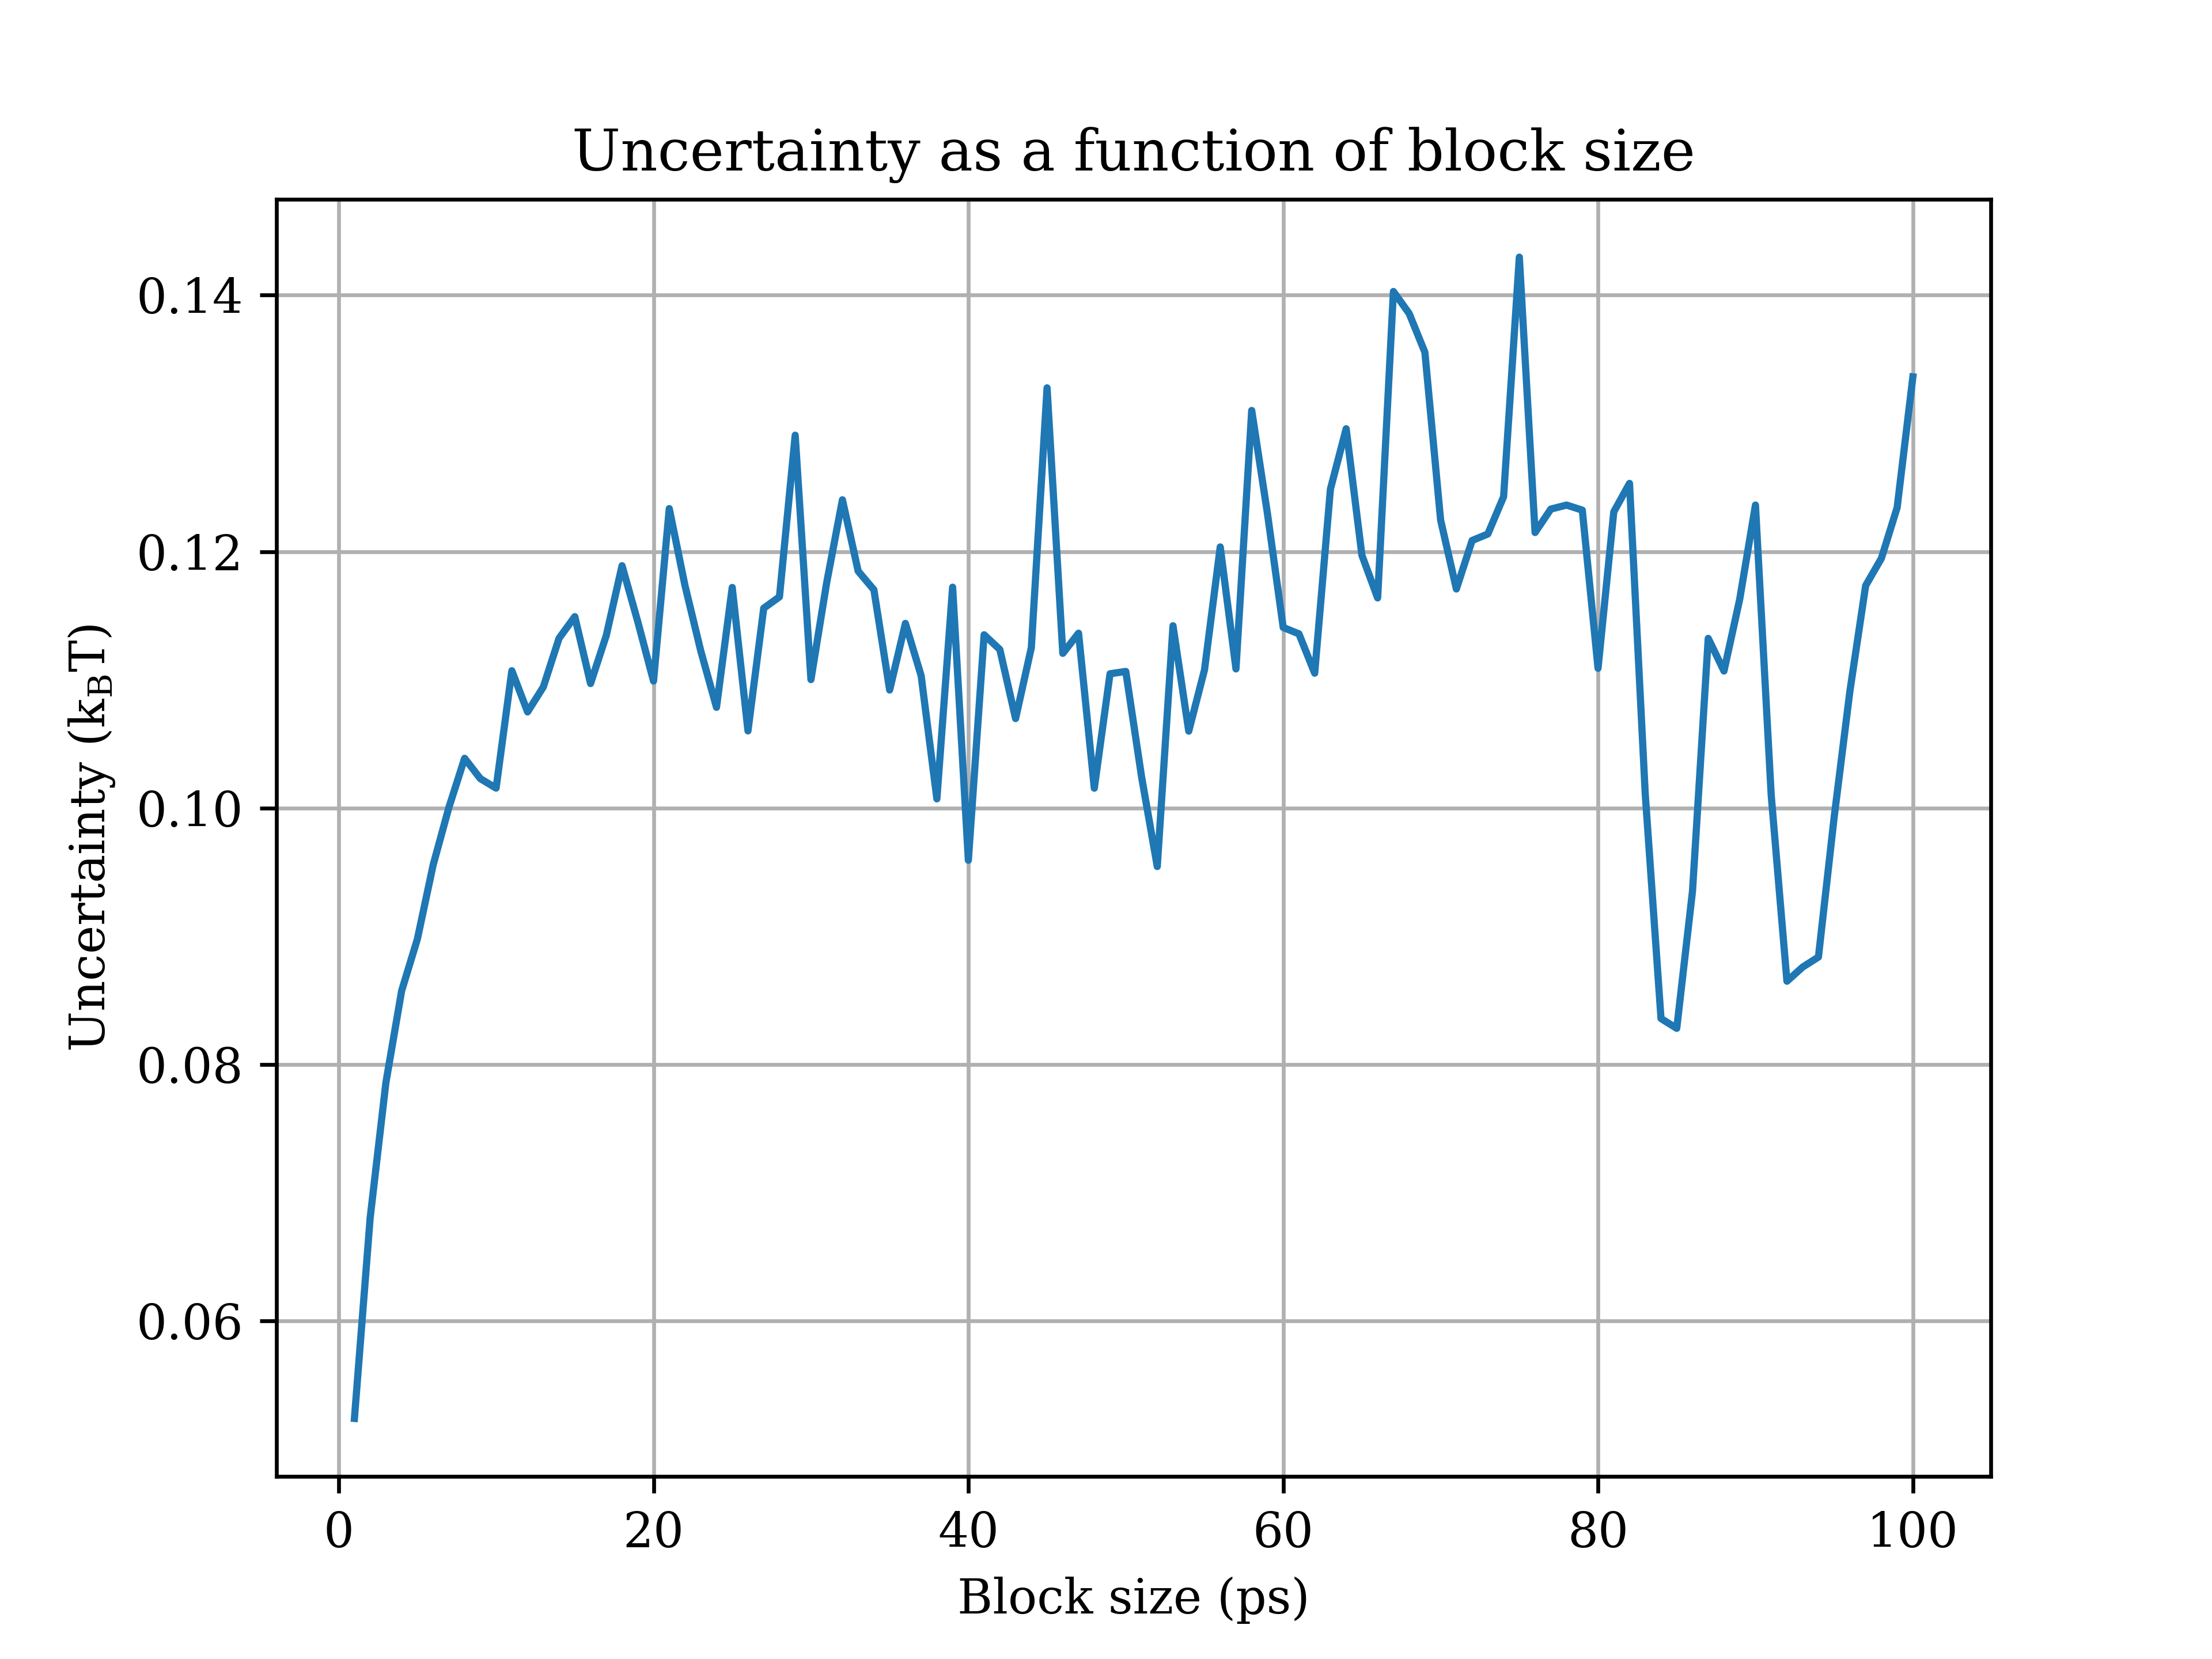 Uncertainty as a function of block size
0.14
0.12
0.10
0.08
0.06
Uncertainty (k_BT)
0 20 40 60 80 100
Block size (ps)